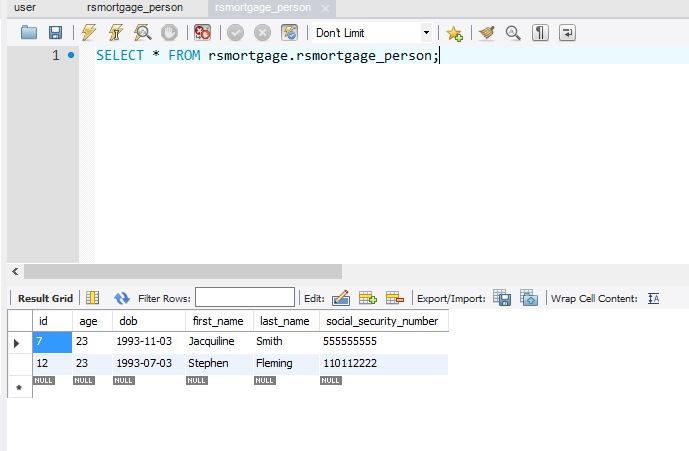 user rsmortgage_person rsmortgage_person
Don't Limit
1 SELECT * FROM rsmortgage.rsmortgage_person;
Result Grid Filter Rows: Edit: Export/Import: Wrap Cell Content:
id age dob first_name last_name social_security_number
7 23 1993-11-03 Jacquiline Smith 555555555
12 23 1993-07-03 Stephen Fleming 110112222
NULL NULL NULL NULL NULL NULL